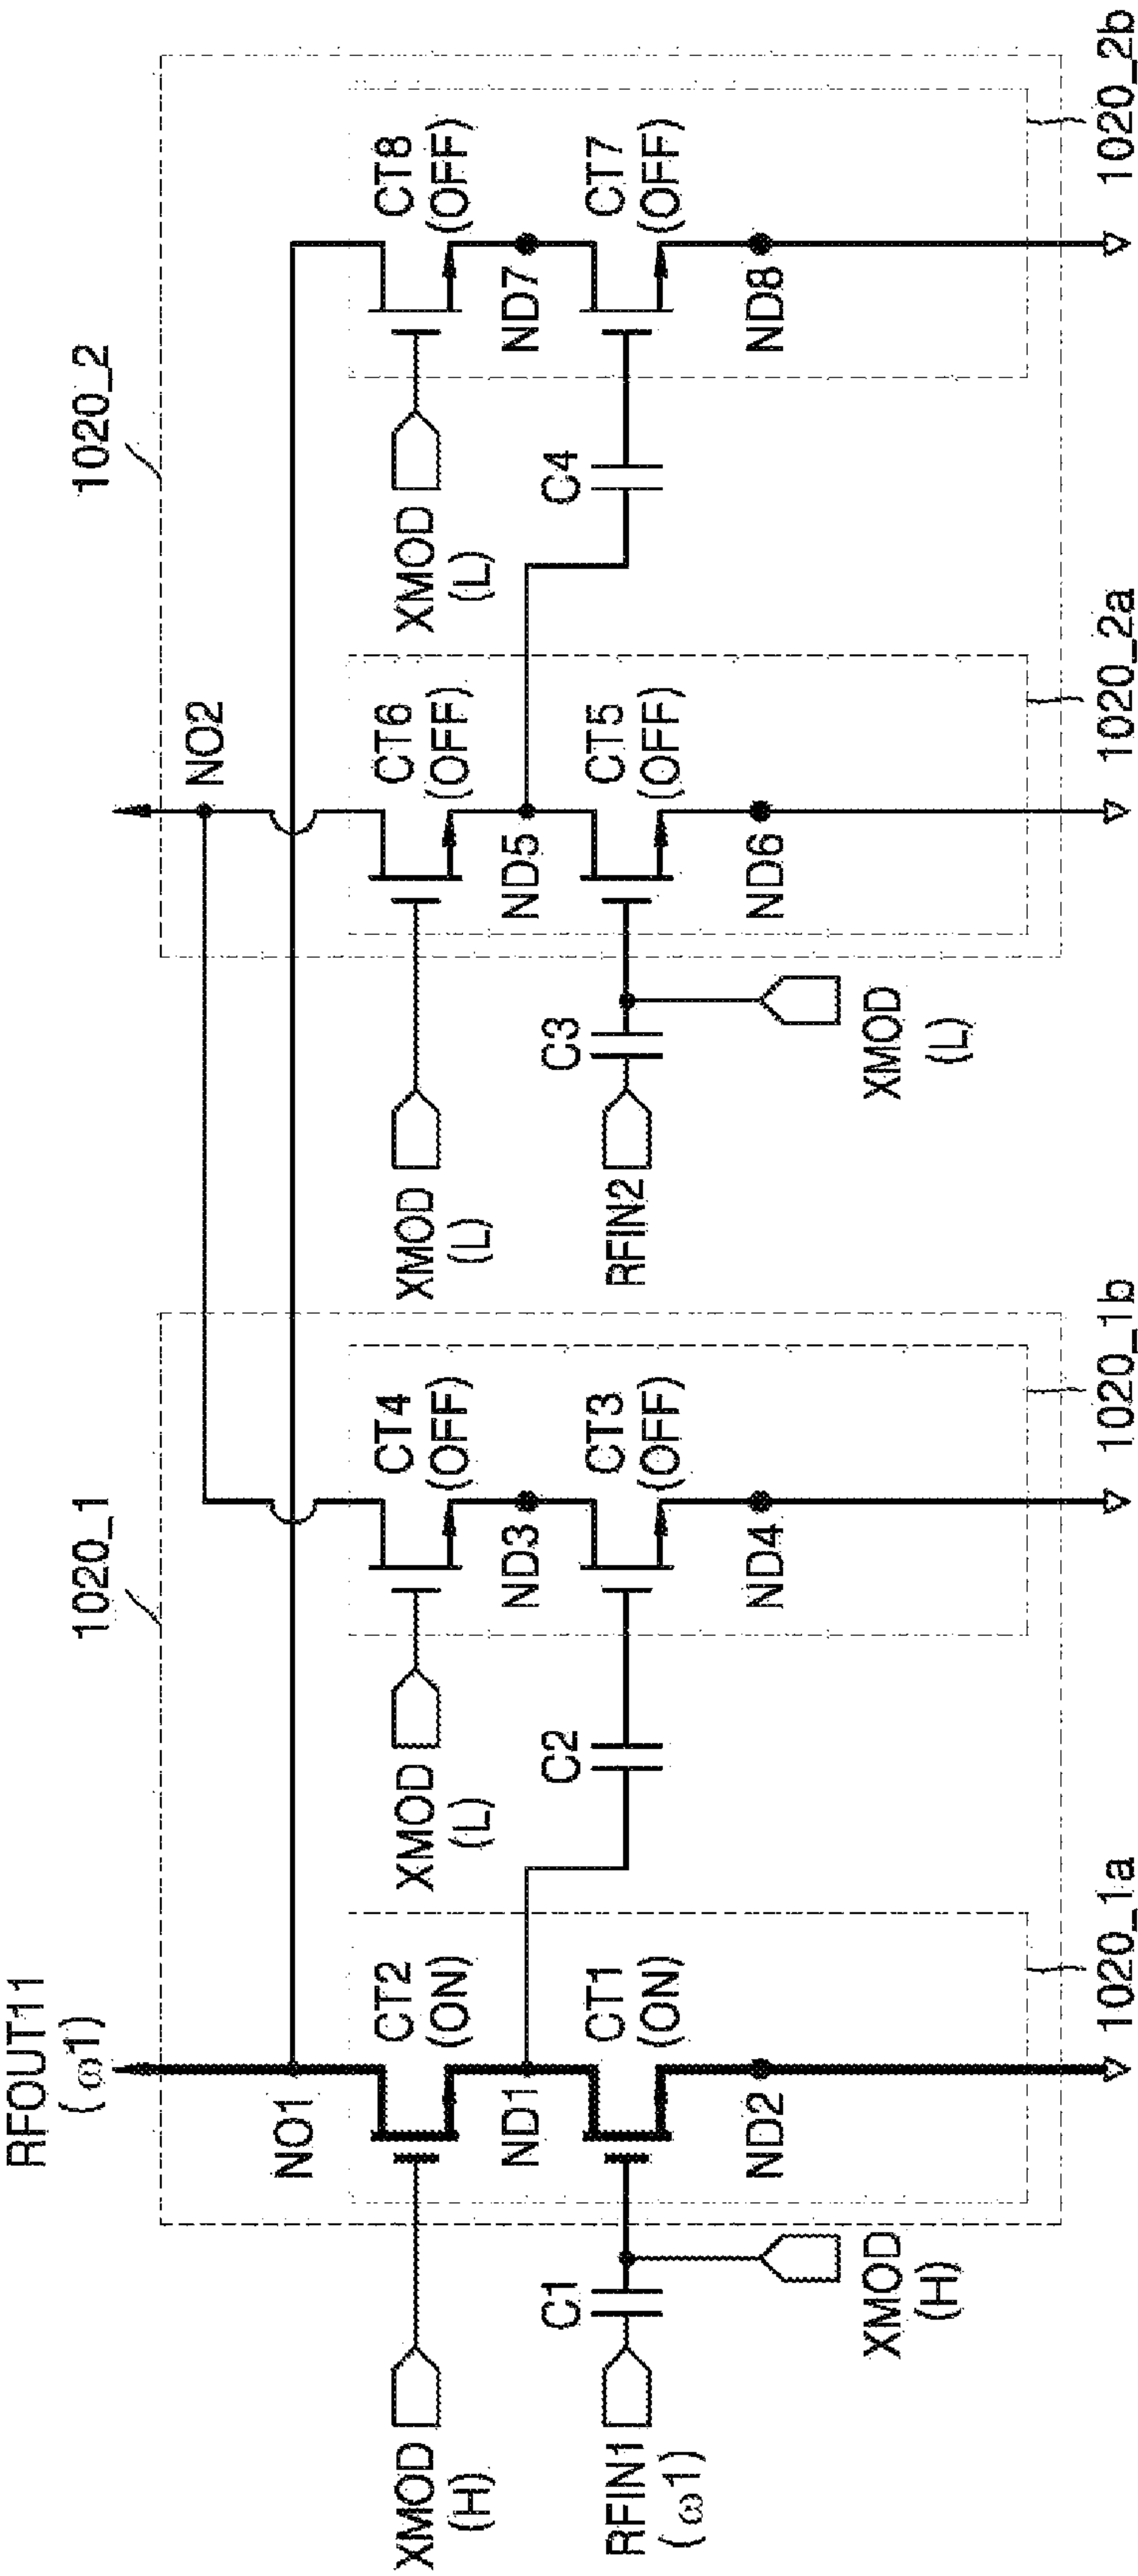 RFOUT11
(ω1)
1020_1
1020_2
NO1
NO2
XMOD
(H)
CT2
(ON)
XMOD
(L)
CT4
(OFF)
XMOD
(L)
CT6
(OFF)
XMOD
(L)
CT8
(OFF)
ND1
ND3
ND5
ND7
RFIN1
(ω1)
C1
CT1
(ON)
C2
CT3
(OFF)
RFIN2
C3
CT5
(OFF)
C4
CT7
(OFF)
ND2
ND4
ND6
ND8
XMOD
(H)
XMOD
(L)
1020_1a
1020_1b
1020_2a
1020_2b